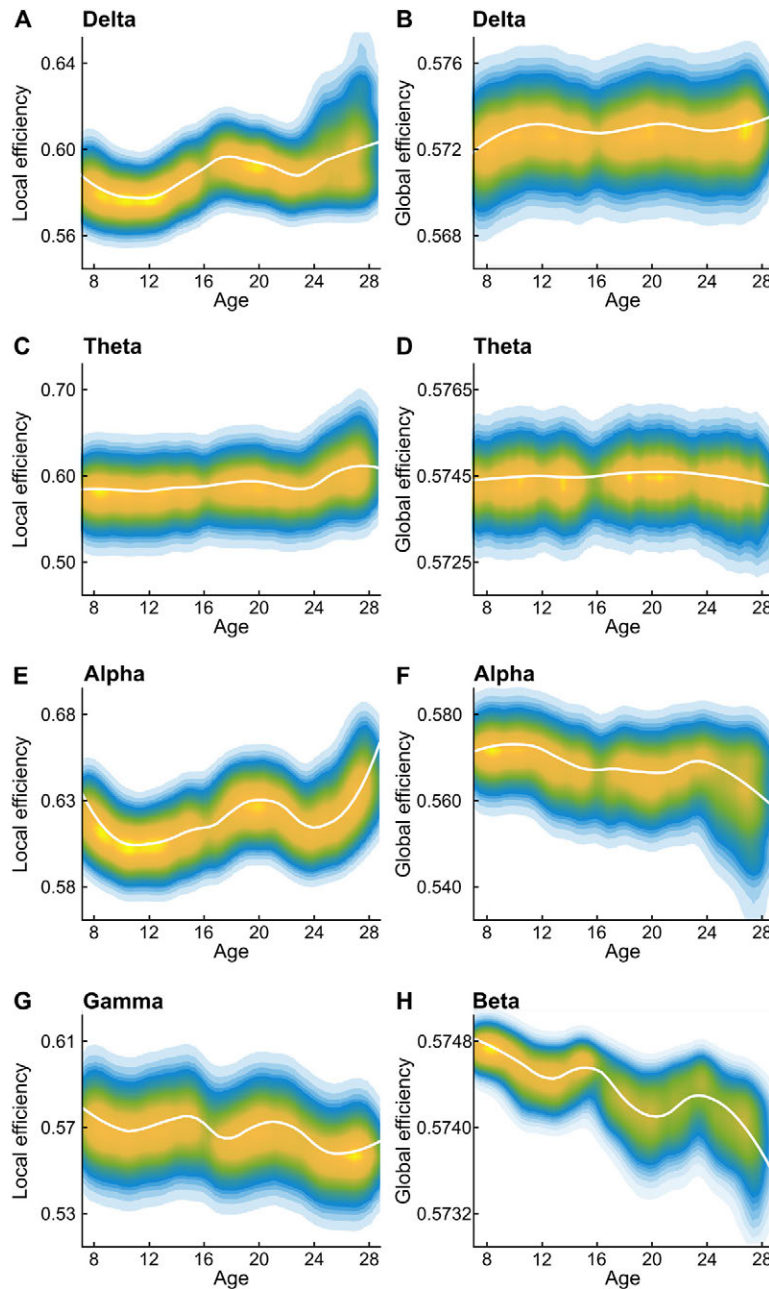 A Delta
Local efficiency
0.64
0.60
0.56
8 12 16 20 24 28
Age
B Delta
Global efficiency
0.576
0.572
0.568
8 12 16 20 24 28
Age
C Theta
Local efficiency
0.70
0.60
0.50
8 12 16 20 24 28
Age
D Theta
Global efficiency
0.5765
0.5745
0.5725
8 12 16 20 24 28
Age
E Alpha
Local efficiency
0.68
0.63
0.58
8 12 16 20 24 28
Age
F Alpha
Global efficiency
0.580
0.560
0.540
8 12 16 20 24 28
Age
G Gamma
Local efficiency
0.61
0.57
0.53
8 12 16 20 24 28
Age
H Beta
Global efficiency
0.5748
0.5740
0.5732
8 12 16 20 24 28
Age